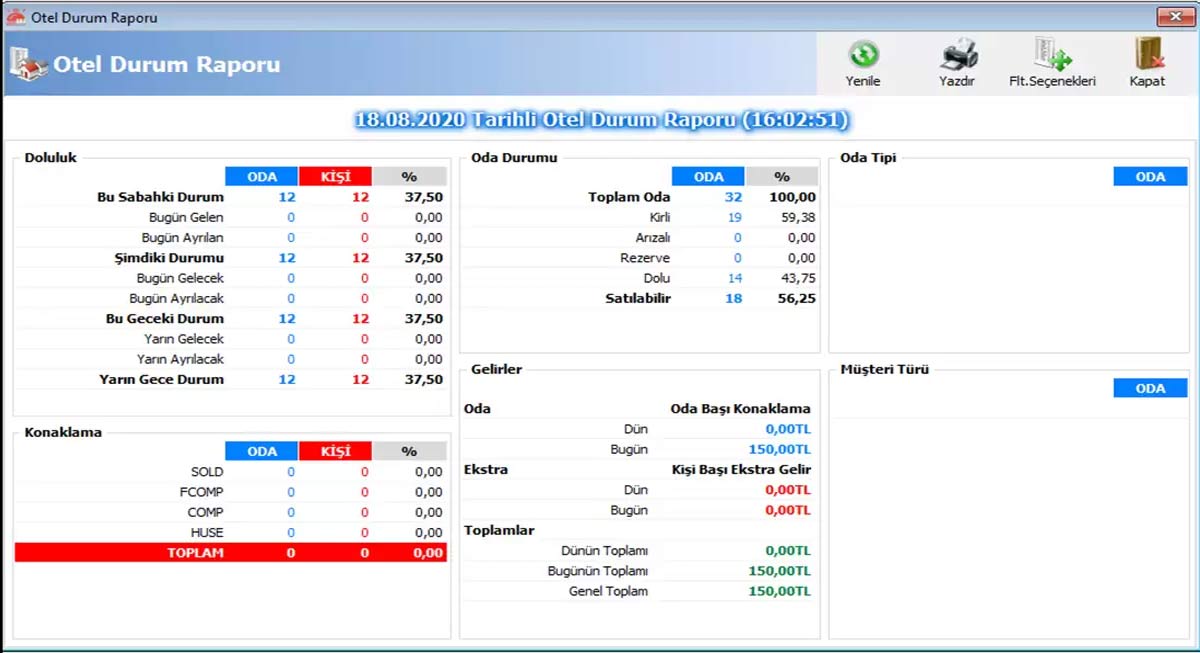 Otel Durum Raporu
Otel Durum Raporu
Yenile
Yazdır
Flt.Seçenekleri
Kapat
18.08.2020 Tarihli Otel Durum Raporu (16:02:51)
Doluluk
ODA KİŞİ %
Bu Sabahki Durum 12 12 37,50
Bugün Gelen 0 0 0,00
Bugün Ayrılan 0 0 0,00
Şimdiki Durumu 12 12 37,50
Bugün Gelecek 0 0 0,00
Bugün Ayrılacak 0 0 0,00
Bu Geceki Durum 12 12 37,50
Yarın Gelecek 0 0 0,00
Yarın Ayrılacak 0 0 0,00
Yarın Gece Durum 12 12 37,50
Konaklama
ODA KİŞİ %
SOLD 0 0 0,00
FCOMP 0 0 0,00
COMP 0 0 0,00
HUSE 0 0 0,00
TOPLAM 0 0 0,00
Oda Durumu
ODA %
Toplam Oda 32 100,00
Kirli 19 59,38
Arızalı 0 0,00
Rezerve 0 0,00
Dolu 14 43,75
Satılabilir 18 56,25
Gelirler
Oda Oda Başı Konaklama
Dün 0,00TL
Bugün 150,00TL
Ekstra Kişi Başı Ekstra Gelir
Dün 0,00TL
Bugün 0,00TL
Toplamlar
Dünün Toplamı 0,00TL
Bugünün Toplamı 150,00TL
Genel Toplam 150,00TL
Oda Tipi
ODA
Müşteri Türü
ODA